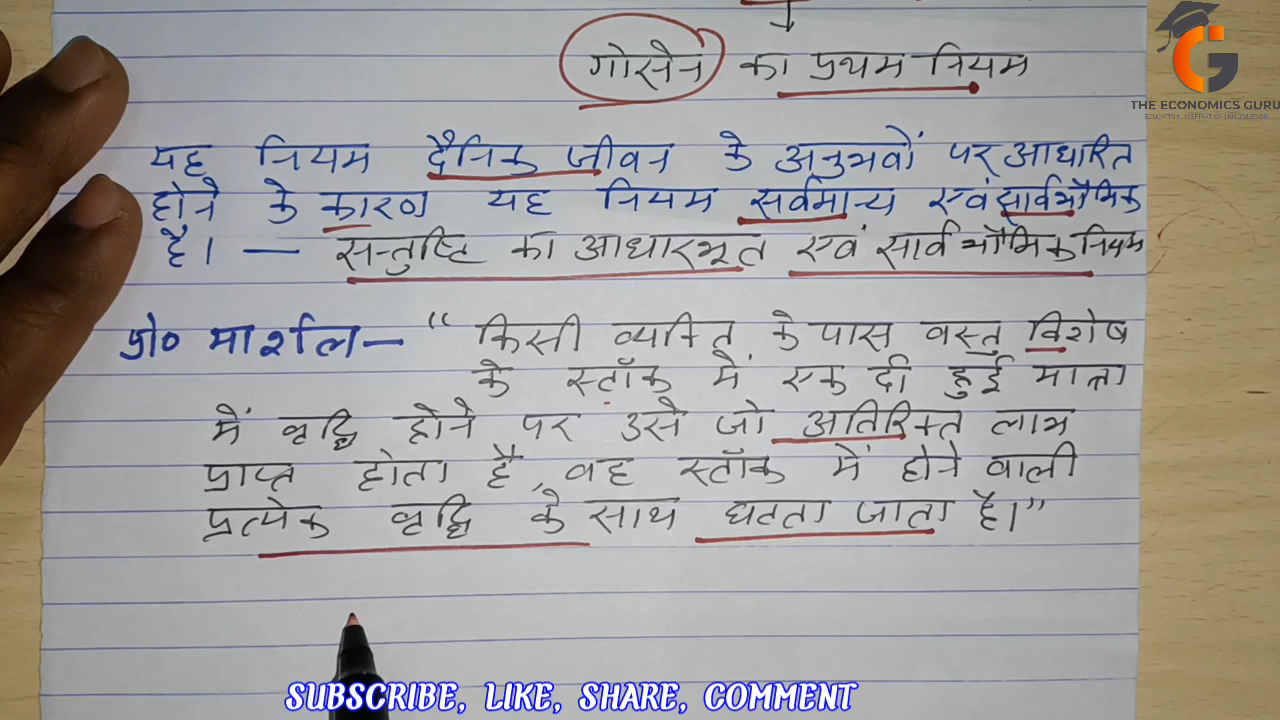 गोसेन का प्रथम नियम
THE ECONOMICS GURU
यह नियम दैनिक जीवन के अनुभवों पर आधारित
होने के कारण यह नियम सर्वमान्य एवं सार्वभौमिक
है। — सन्तुष्टि का आधारभूत एवं सार्वभौमिक नियम
प्रो० मार्शल — “ किसी व्यक्ति के पास वस्तु विशेष
के स्टॉक में एक दी हुई मात्रा
में वृद्धि होने पर उसे जो अतिरिक्त लाभ
प्राप्त होता है, वह स्टॉक में होने वाली
प्रत्येक वृद्धि के साथ घटता जाता है।”
SUBSCRIBE, LIKE, SHARE, COMMENT